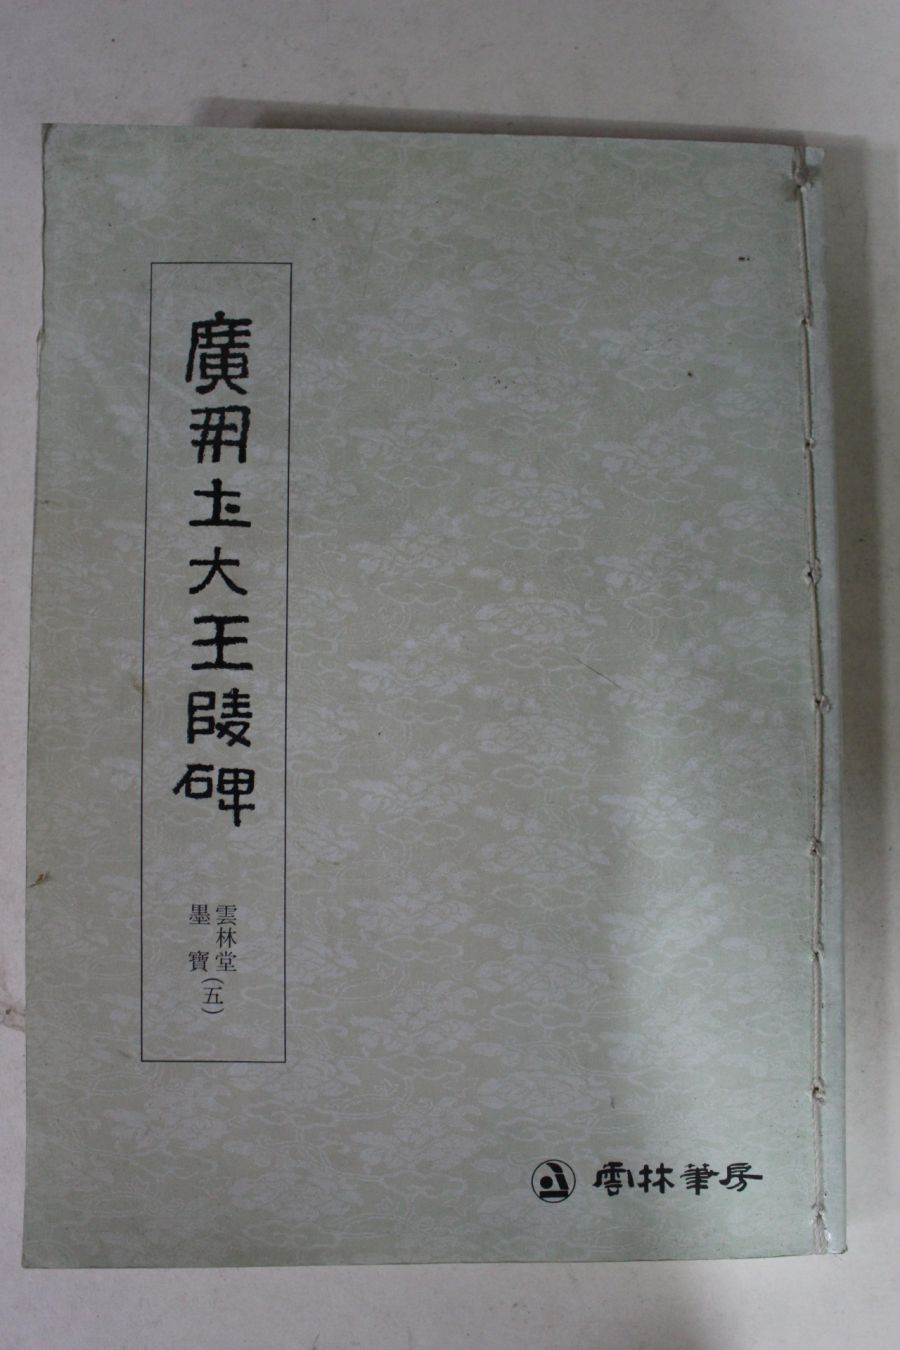 廣開土大王陵碑
雲林堂
墨寶
(五)
雲林筆房